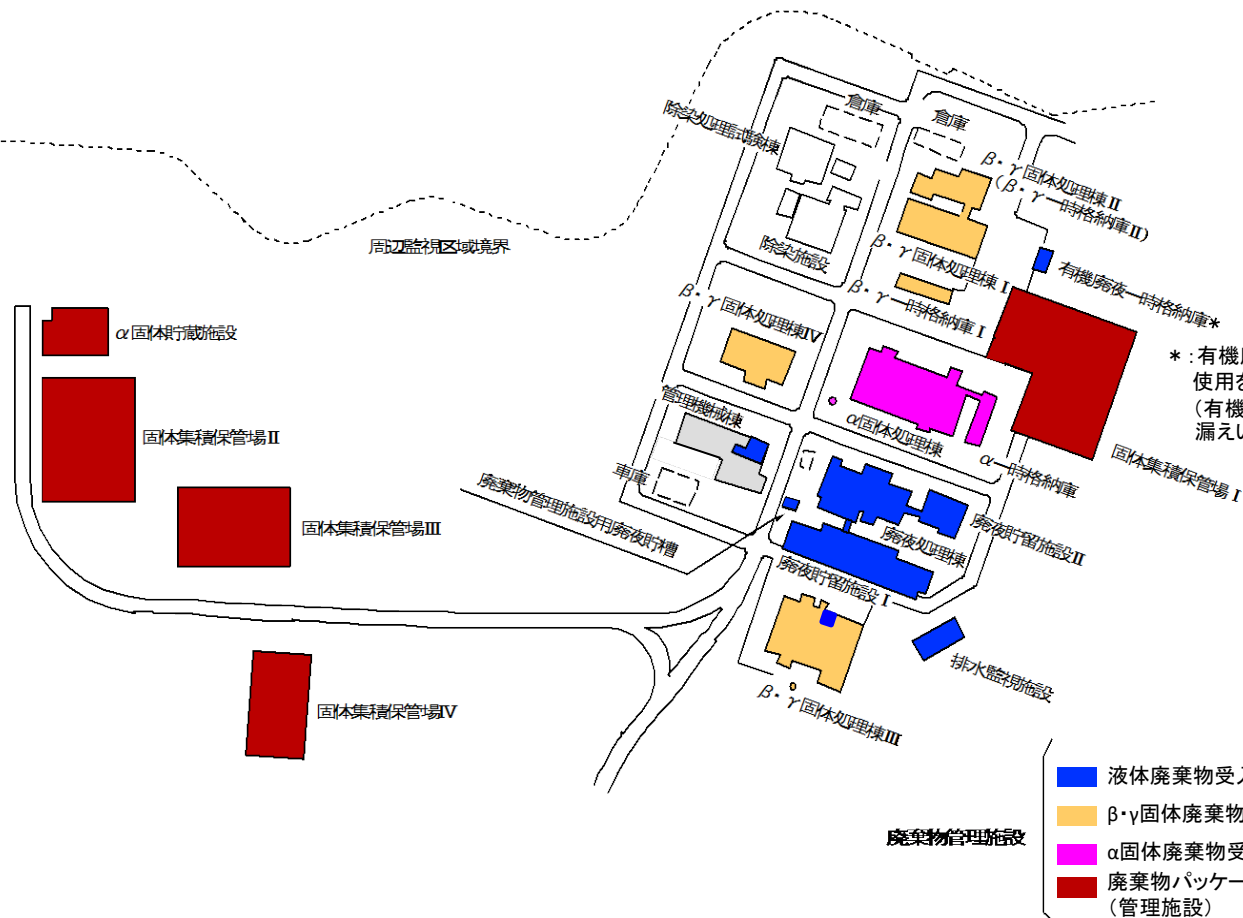 倉庫
倉庫
除染処理試験棟
β・γ固体処理棟Ⅱ
(β・γ一時格納庫Ⅱ)
周辺監視区域境界
除染施設
β・γ固体処理棟Ⅰ
有機廃液一時格納庫*
β・γ一時格納庫Ⅰ
β・γ固体処理棟Ⅳ
α固体貯蔵施設
*:有機
使用
(有機
漏えい
管理機械棟
α固体処理棟
固体集積保管場Ⅱ
α一時格納庫
固体集積保管場Ⅰ
車庫
廃棄物管理施設用廃液貯槽
固体集積保管場Ⅲ
廃液処理棟
廃液貯留施設Ⅱ
廃液貯留施設Ⅰ
排水監視施設
固体集積保管場Ⅳ
β・γ固体処理棟Ⅲ
廃棄物管理施設
液体廃棄物受入
β・γ固体廃棄物
α固体廃棄物受
廃棄物パッケー
(管理施設)